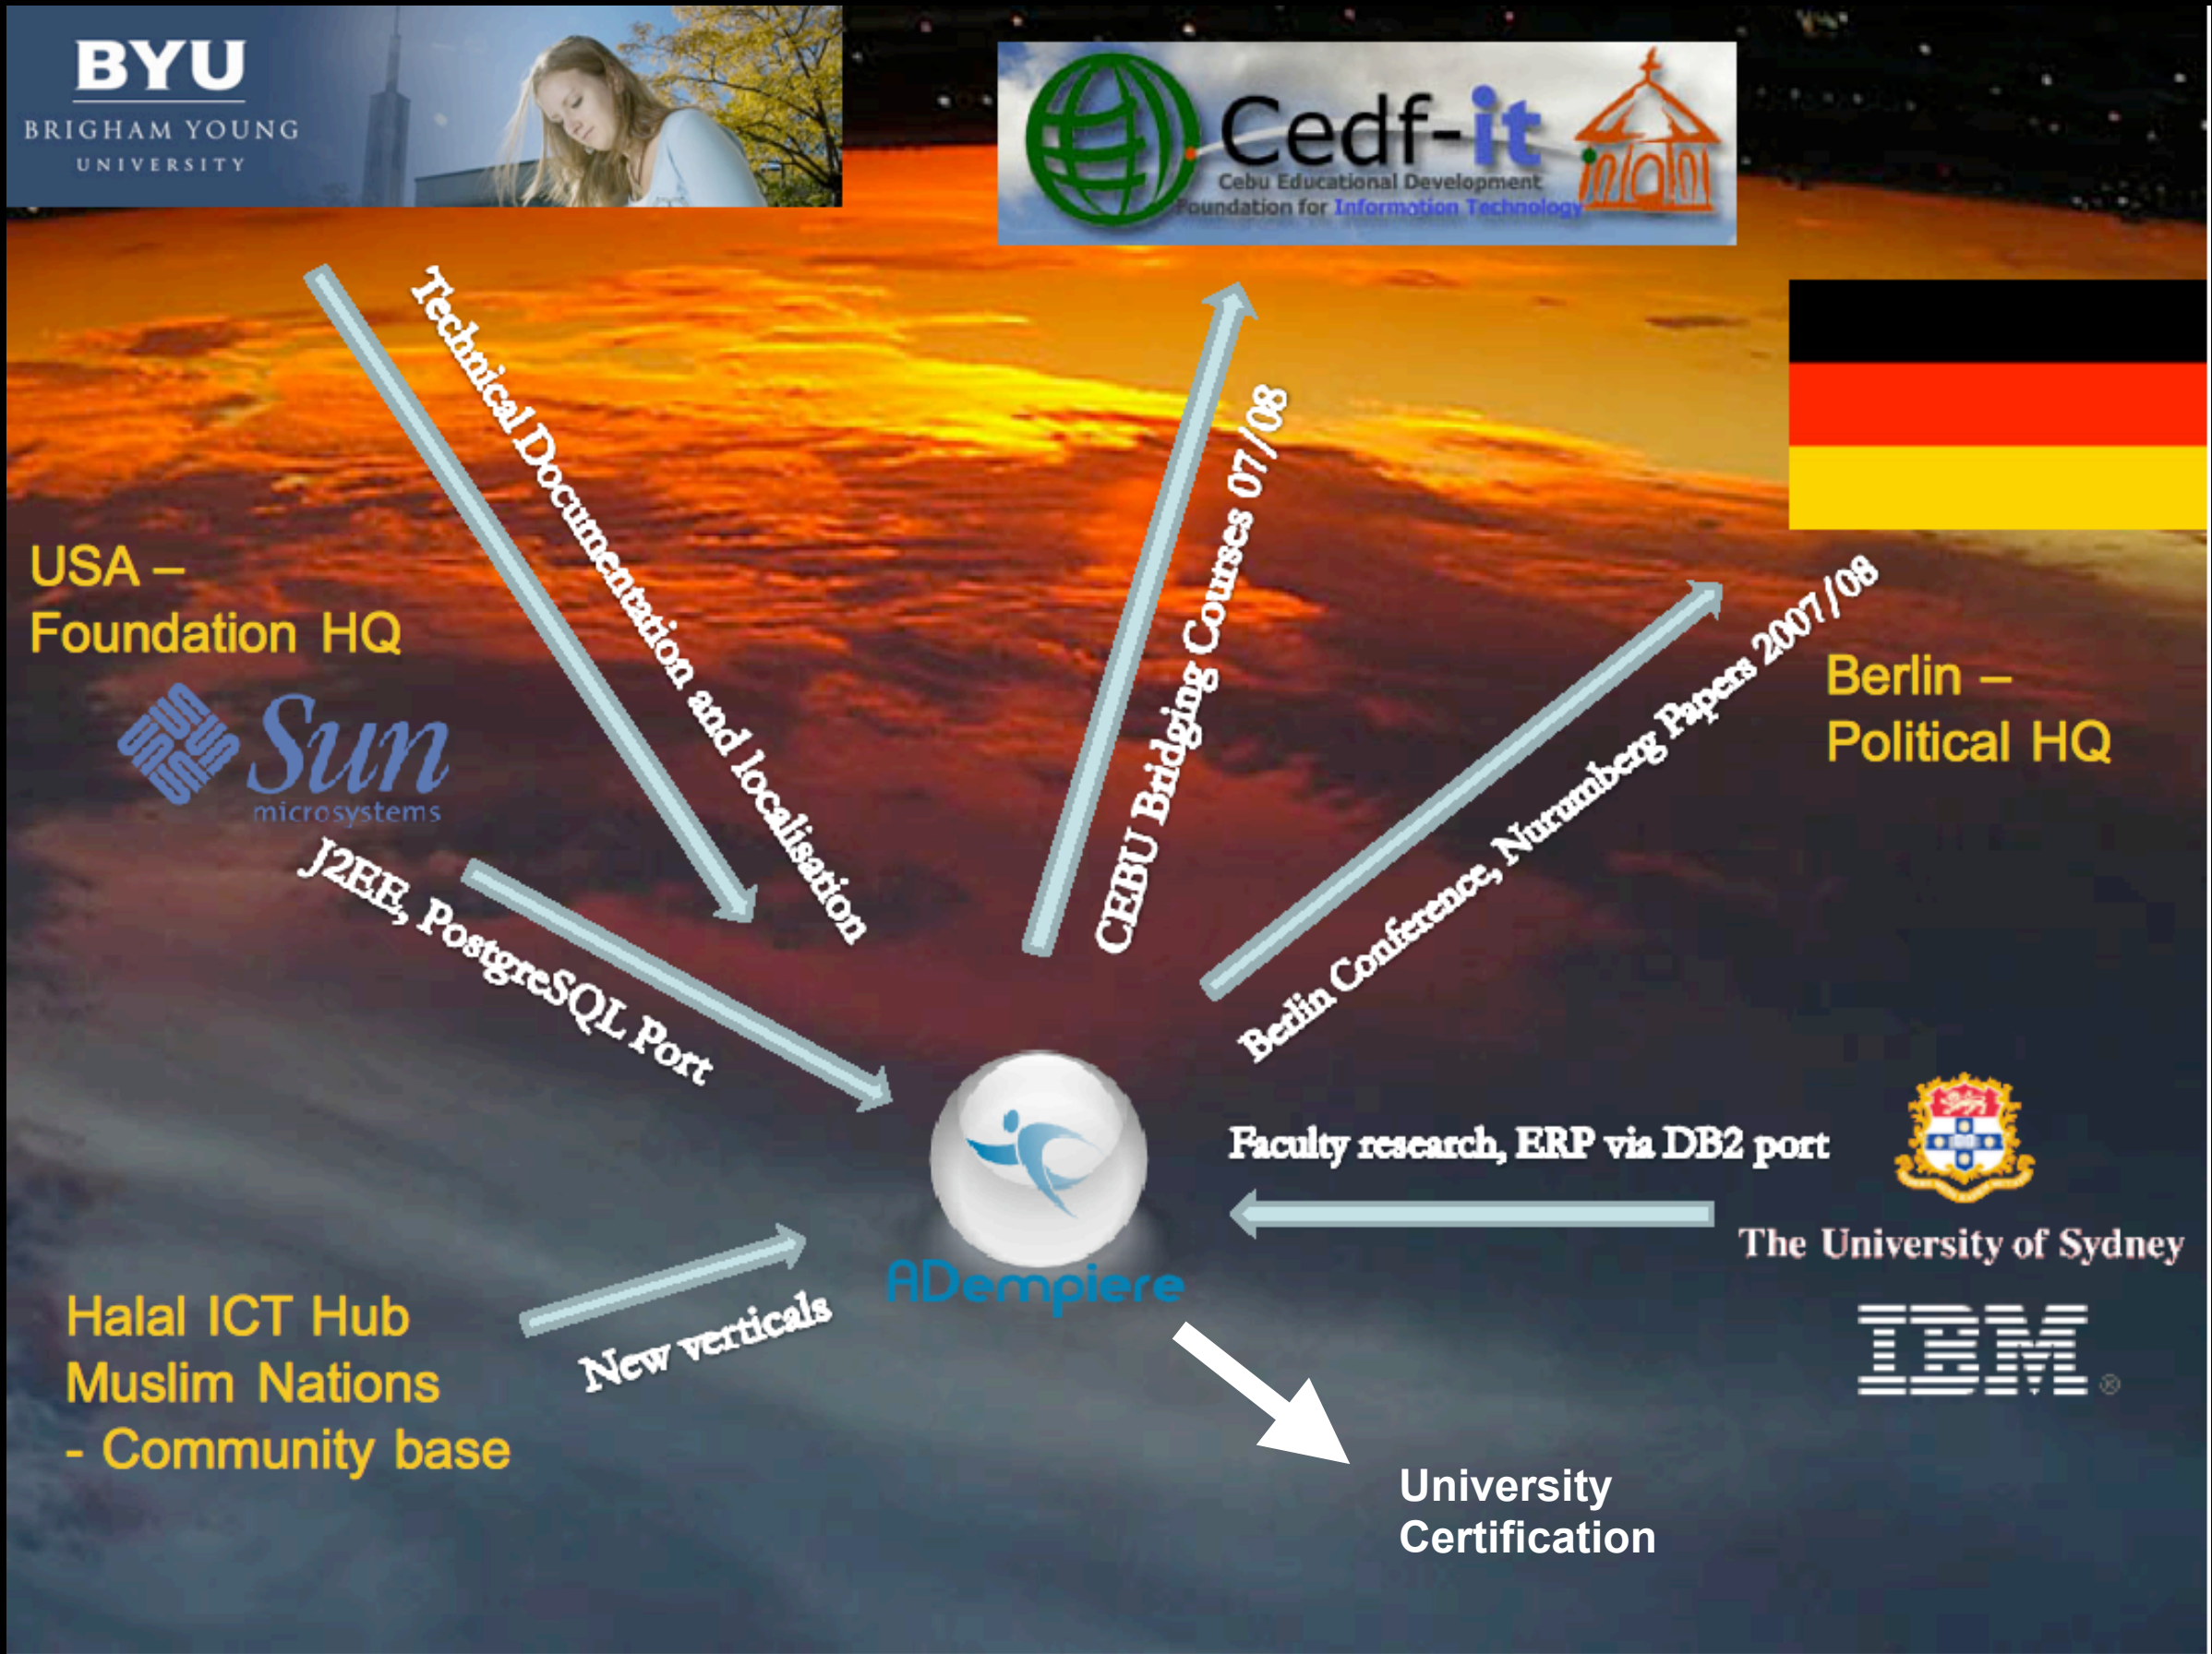 BYU
BRIGHAM YOUNG
UNIVERSITY
Cedf-it
Cebu Educational Development
Foundation for Information Technology
Technical Documentation and localisation
CEBU Bridging Courses 07/08
Berlin Conference, Nurumberg Papers 2007/08
USA –
Foundation HQ
Sun
microsystems
J2EE, PostgreSQL Port
Berlin –
Political HQ
Faculty research, ERP via DB2 port
The University of Sydney
IBM®
ADempiere
New verticals
Halal ICT Hub
Muslim Nations
- Community base
University
Certification